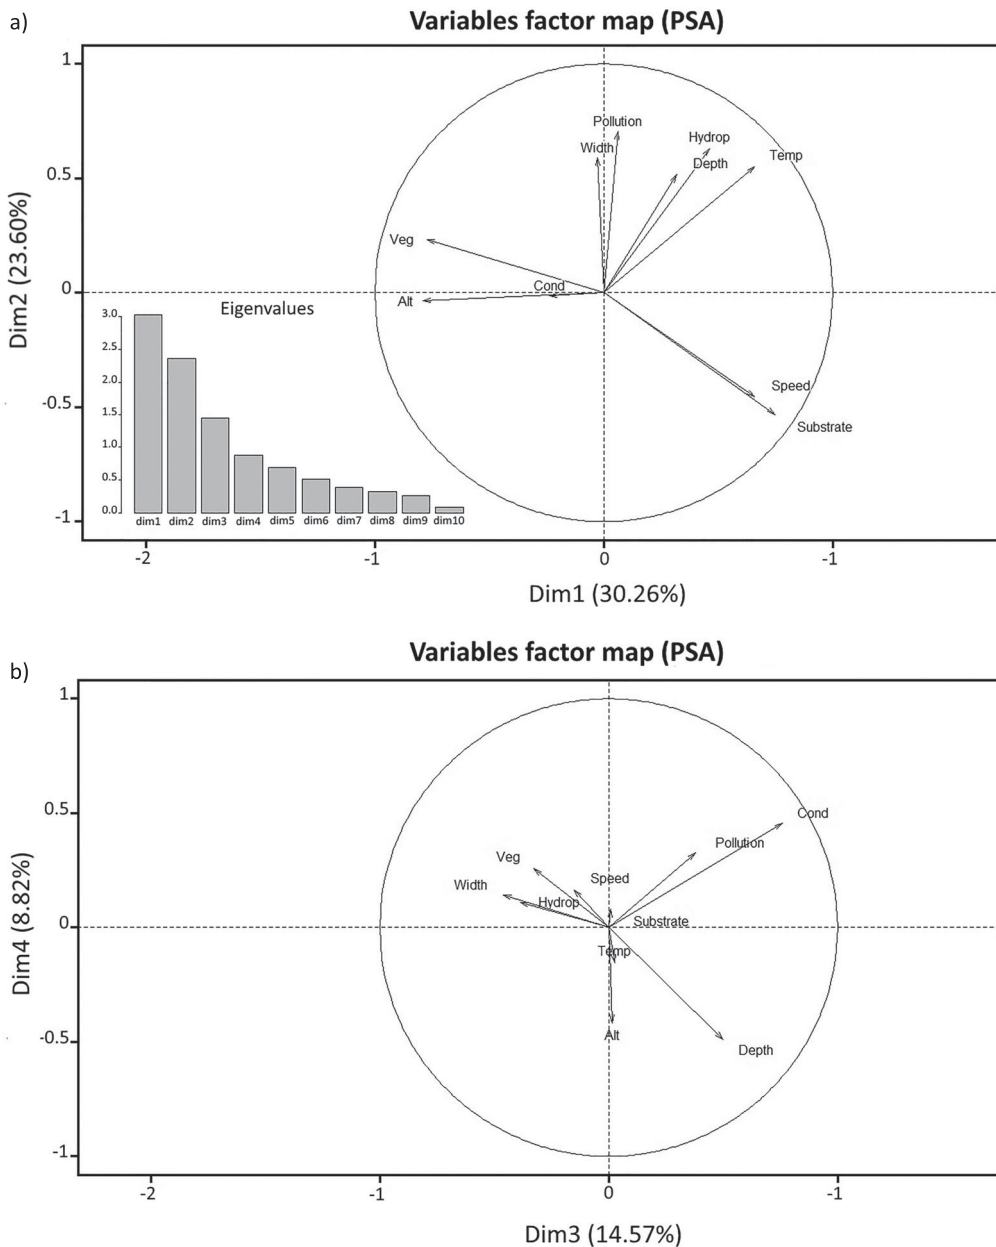 a)
Variables factor map (PSA)
1
0.5
0
-0.5
-1
Dim2 (23.60%)
Pollution
Width
Hydrop
Depth
Temp
Veg
Cond
Alt
Speed
Substrate
Eigenvalues
3.0
2.0
1.5
1.0
0.5
0.0
dim1 dim2 dim3 dim4 dim5 dim6 dim7 dim8 dim9 dim10
-2 -1 0 -1
Dim1 (30.26%)
b)
Variables factor map (PSA)
1
0.5
0
-0.5
-1
Dim4 (8.82%)
Cond
Pollution
Veg
Speed
Width
Hydrop
Substrate
Temp
Alt
Depth
-2 -1 0 -1
Dim3 (14.57%)